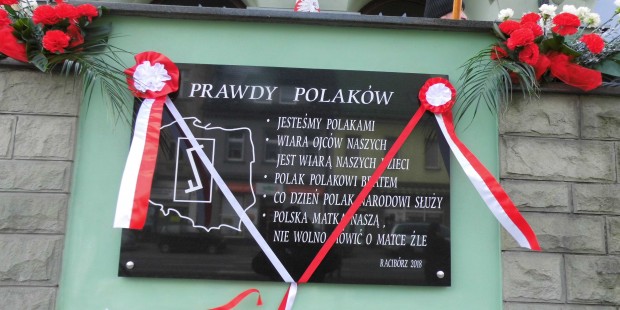 PRAWDY POLAKÓW
• JESTEŚMY POLAKAMI
• WIARA OJCÓW NASZYCH
JEST WIARĄ NASZYCH DZIECI
• POLAK POLAKOWI BRATEM
• CO DZIEŃ POLAK NARODOWI SŁUŻY
• POLSKA MATKĄ NASZĄ,
NIE WOLNO MÓWIĆ O MATCE ŹLE
RACIBÓRZ 2018